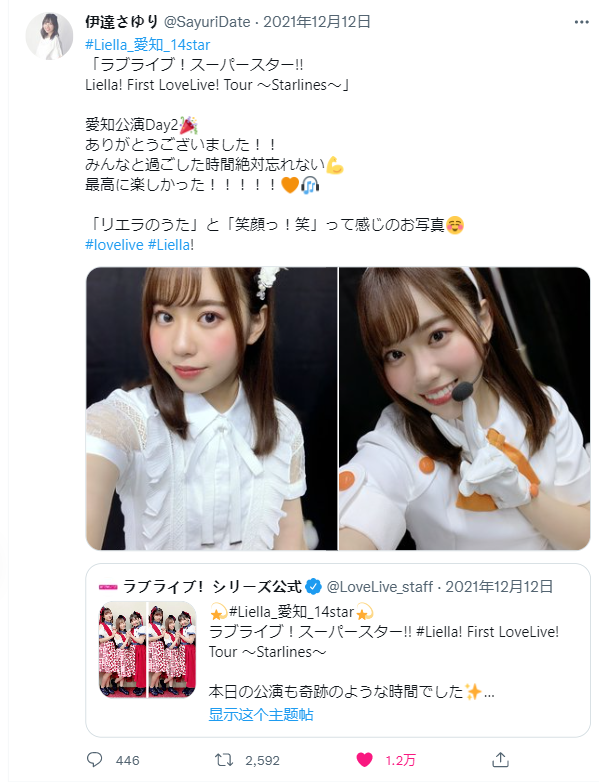 伊達さゆり @SayuriDate · 2021年12月12日
#Liella_愛知_14star
「ラブライブ！スーパースター!!
Liella! First LoveLive! Tour ～Starlines～」
愛知公演Day2🎉
ありがとうございました！！
みんなと過ごした時間絶対忘れない💪
最高に楽しかった！！！！！🧡🎧
「リエラのうた」と「笑顔っ！笑」って感じのお写真☺️
#lovelive #Liella!
ラブライブ！シリーズ公式 @LoveLive_staff · 2021年12月12日
💫#Liella_愛知_14star💫
ラブライブ！スーパースター!! #Liella! First LoveLive!
Tour ～Starlines～
本日の公演も奇跡のような時間でした✨...
显示这个主题帖
446 2,592 1.2万